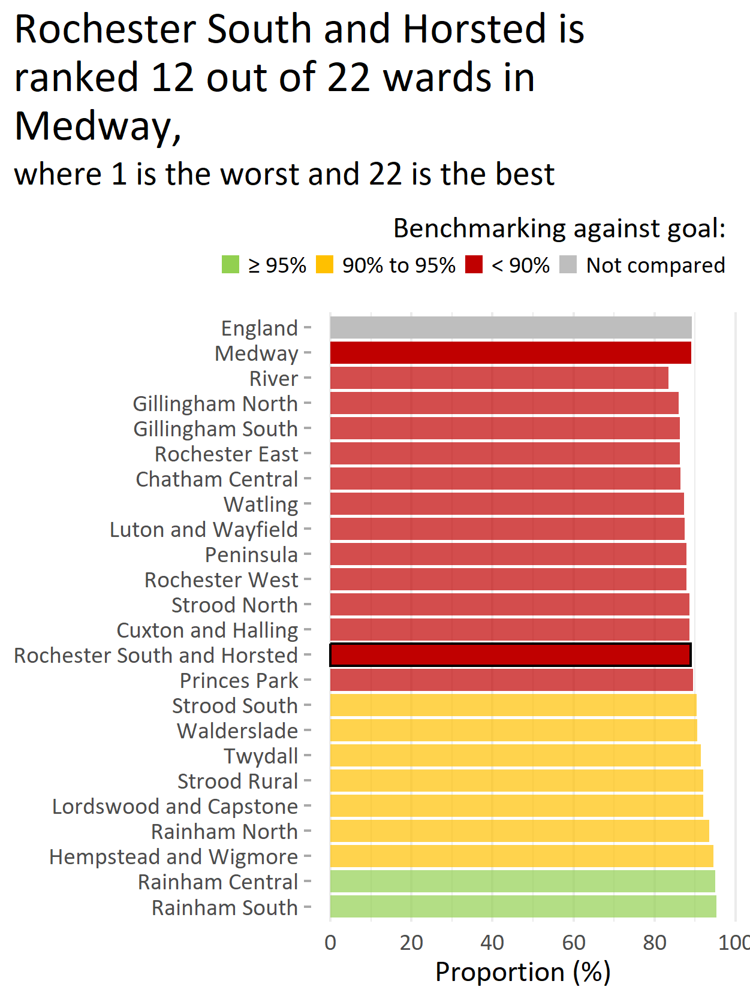 Rochester South and Horsted is
ranked 12 out of 22 wards in
Medway,
where 1 is the worst and 22 is the best
Benchmarking against goal:
≥ 95% 90% to 95% < 90% Not compared
England
Medway
River
Gillingham North
Gillingham South
Rochester East
Chatham Central
Watling
Luton and Wayfield
Peninsula
Rochester West
Strood North
Cuxton and Halling
Rochester South and Horsted
Princes Park
Strood South
Walderslade
Twydall
Strood Rural
Lordswood and Capstone
Rainham North
Hempstead and Wigmore
Rainham Central
Rainham South
0 20 40 60 80 100
Proportion (%)